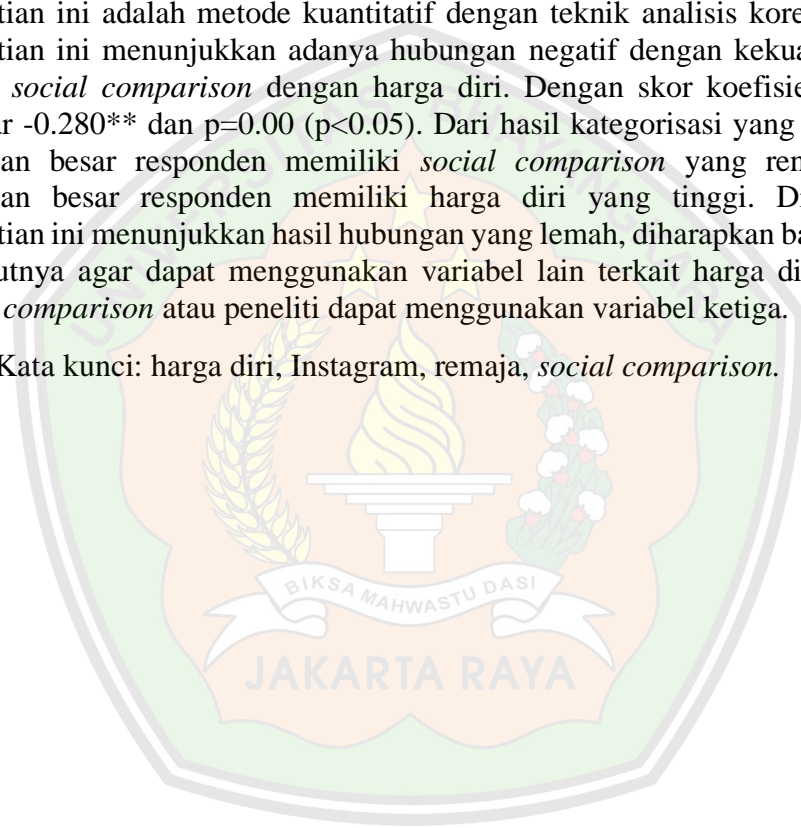 tian ini adalah metode kuantitatif dengan teknik analisis kore
tian ini menunjukkan adanya hubungan negatif dengan kekua
social comparison dengan harga diri. Dengan skor koefisie
ar -0.280** dan p=0.00 (p<0.05). Dari hasil kategorisasi yang
an besar responden memiliki social comparison yang ren
an besar responden memiliki harga diri yang tinggi. Di
tian ini menunjukkan hasil hubungan yang lemah, diharapkan ba
utnya agar dapat menggunakan variabel lain terkait harga di
comparison atau peneliti dapat menggunakan variabel ketiga.
Kata kunci: harga diri, Instagram, remaja, social comparison.
UNIVERSITAS BHAYANGKARA
BIKSA MAHWASTU DASI
JAKARTA RAYA